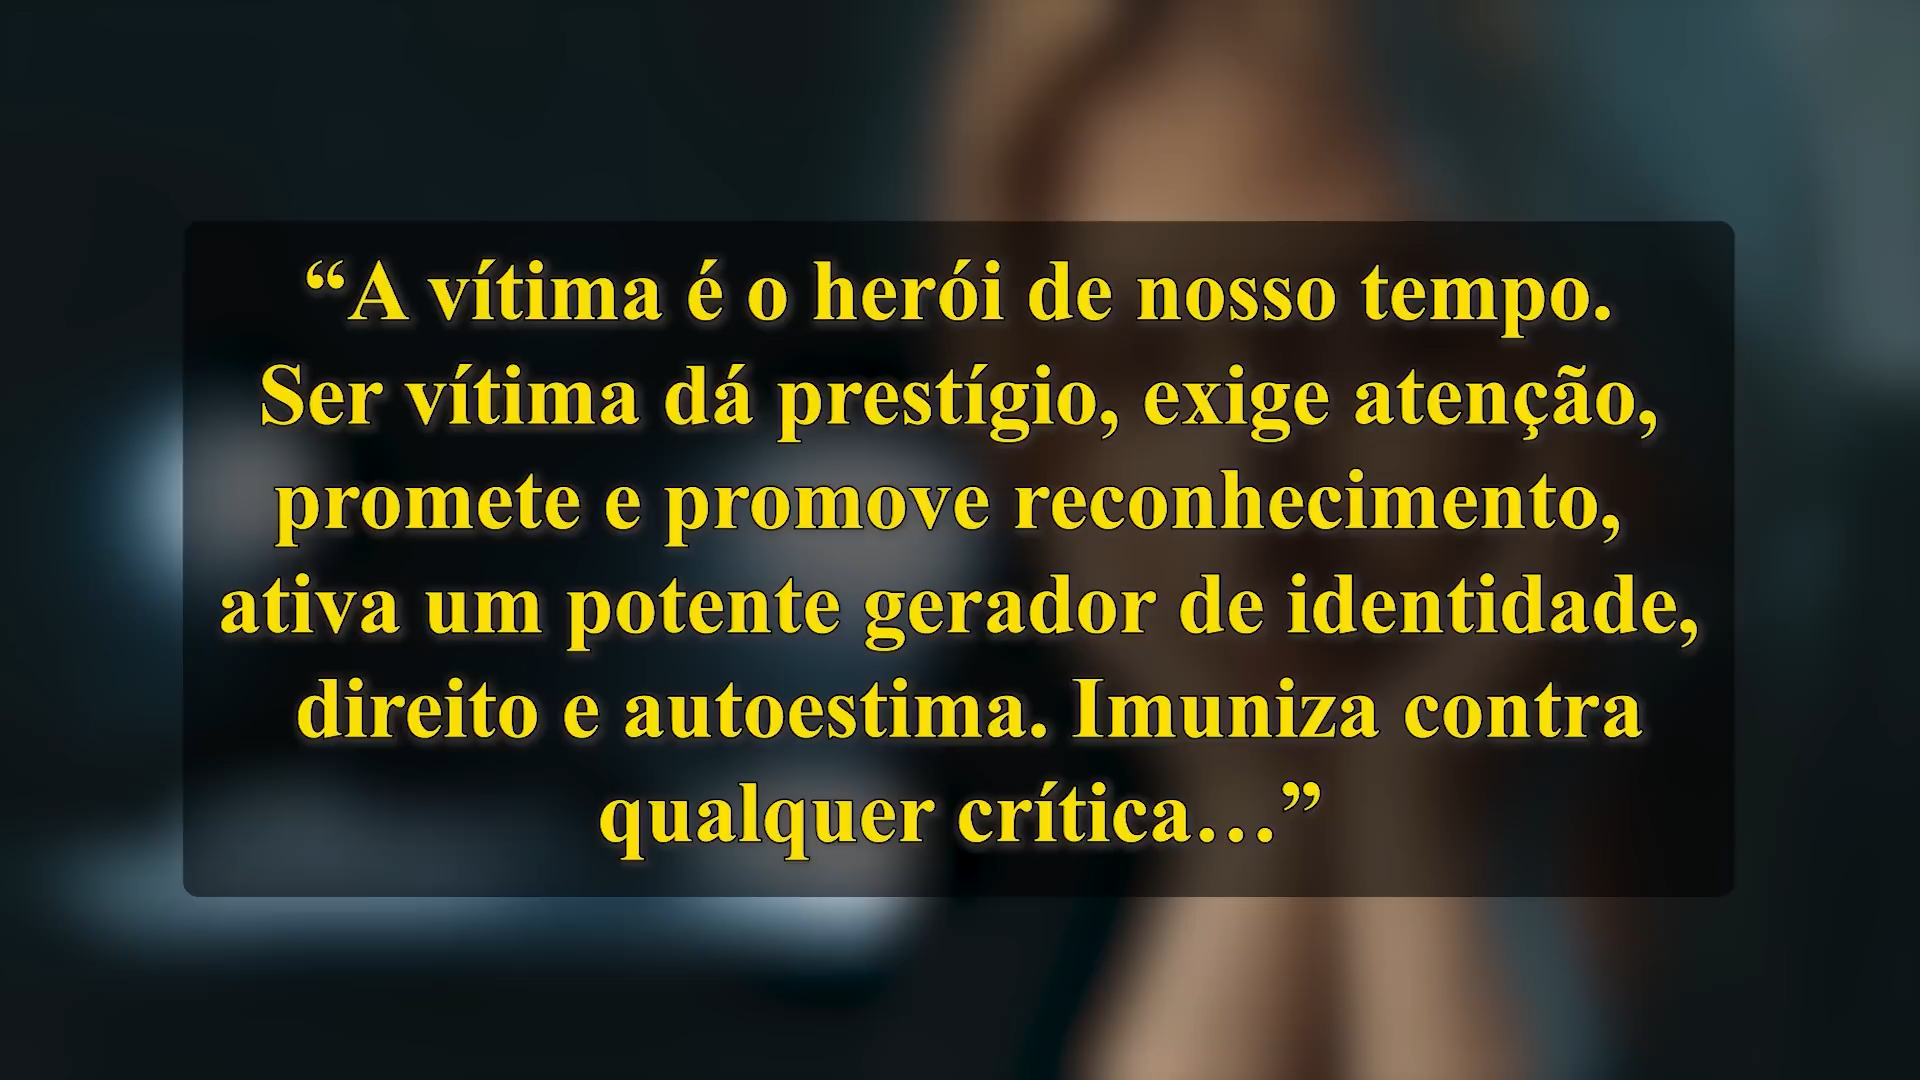 “A vítima é o herói de nosso tempo.
Ser vítima dá prestígio, exige atenção,
promete e promove reconhecimento,
ativa um potente gerador de identidade,
direito e autoestima. Imuniza contra
qualquer crítica…”